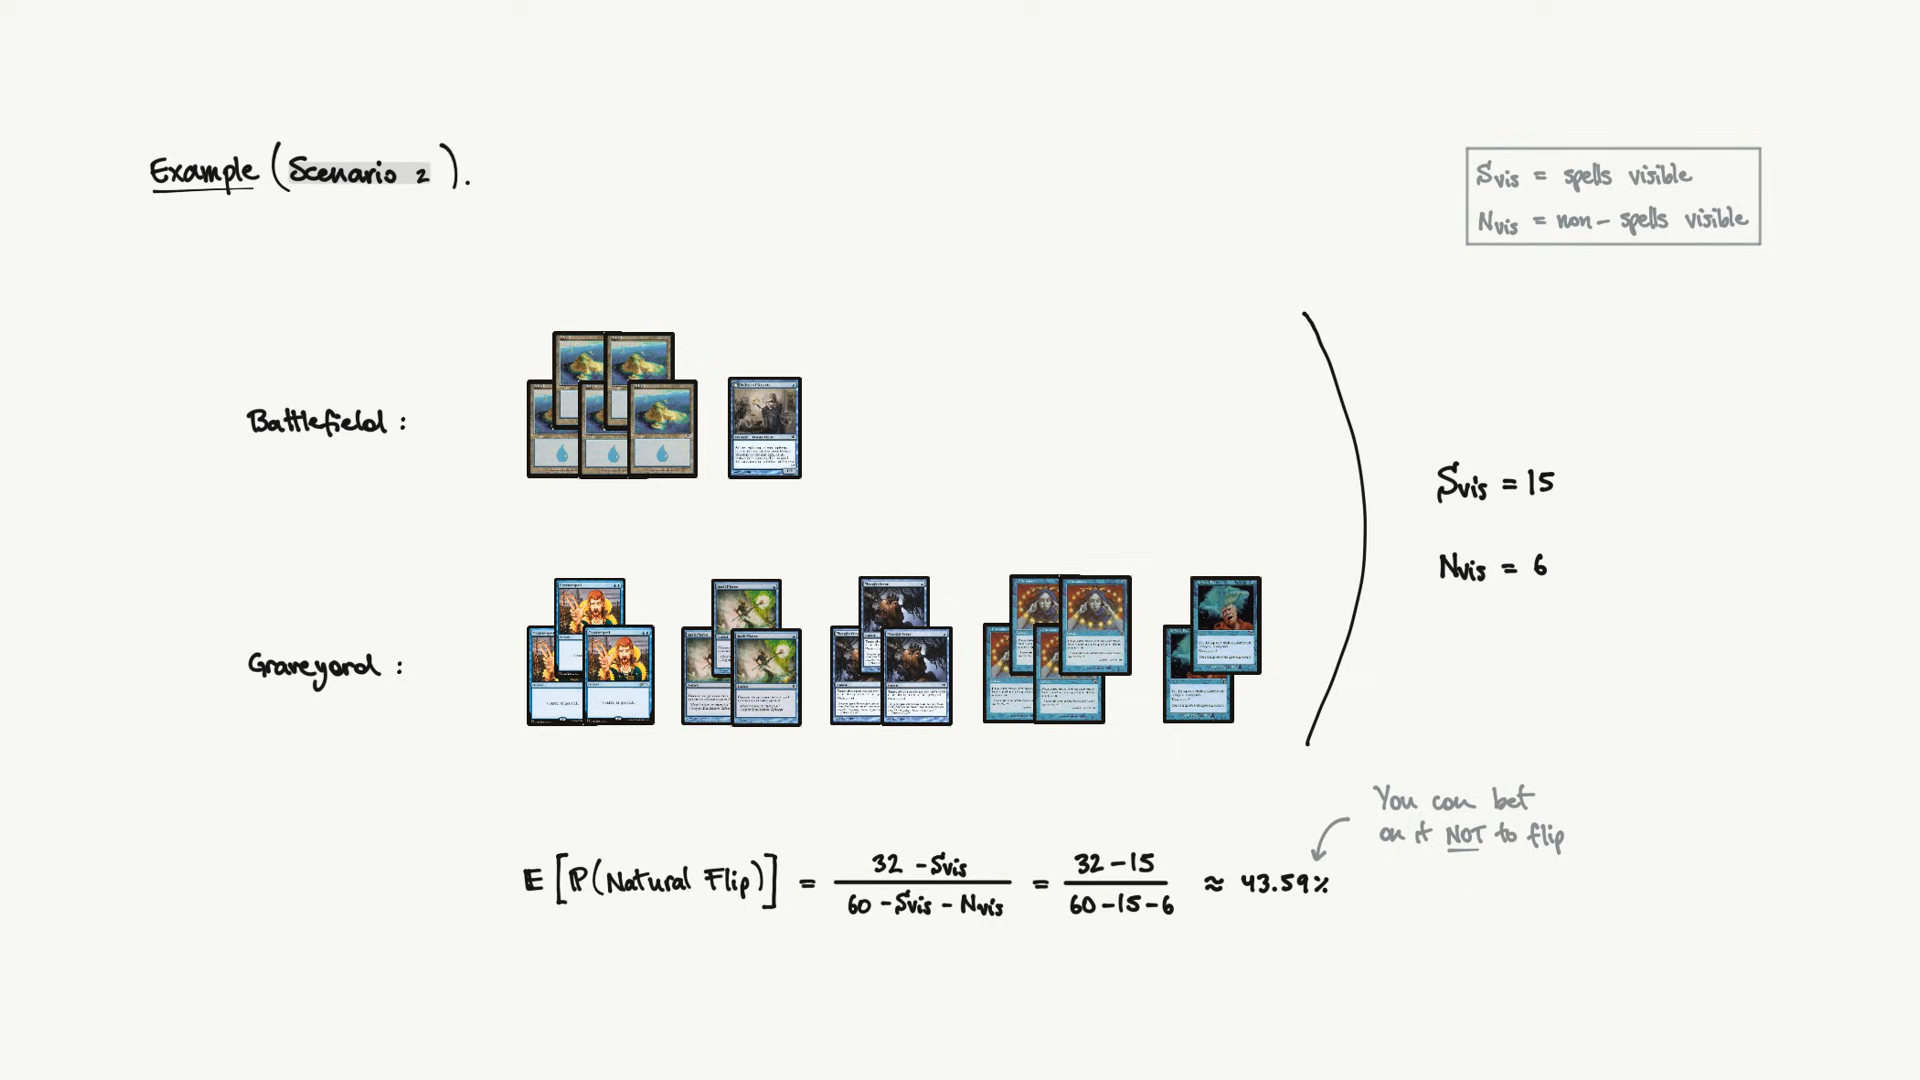 Example (Scenario 2).
Svis = spells visible
Nvis = non-spells visible
Battlefield :
Svis = 15
Nvis = 6
Graveyard :
You can bet
on it NOT to flip
E[P(Natural Flip)] = (32 - Svis)/(60 - Svis - Nvis) = (32 - 15)/(60 - 15 - 6) ≈ 43.59%